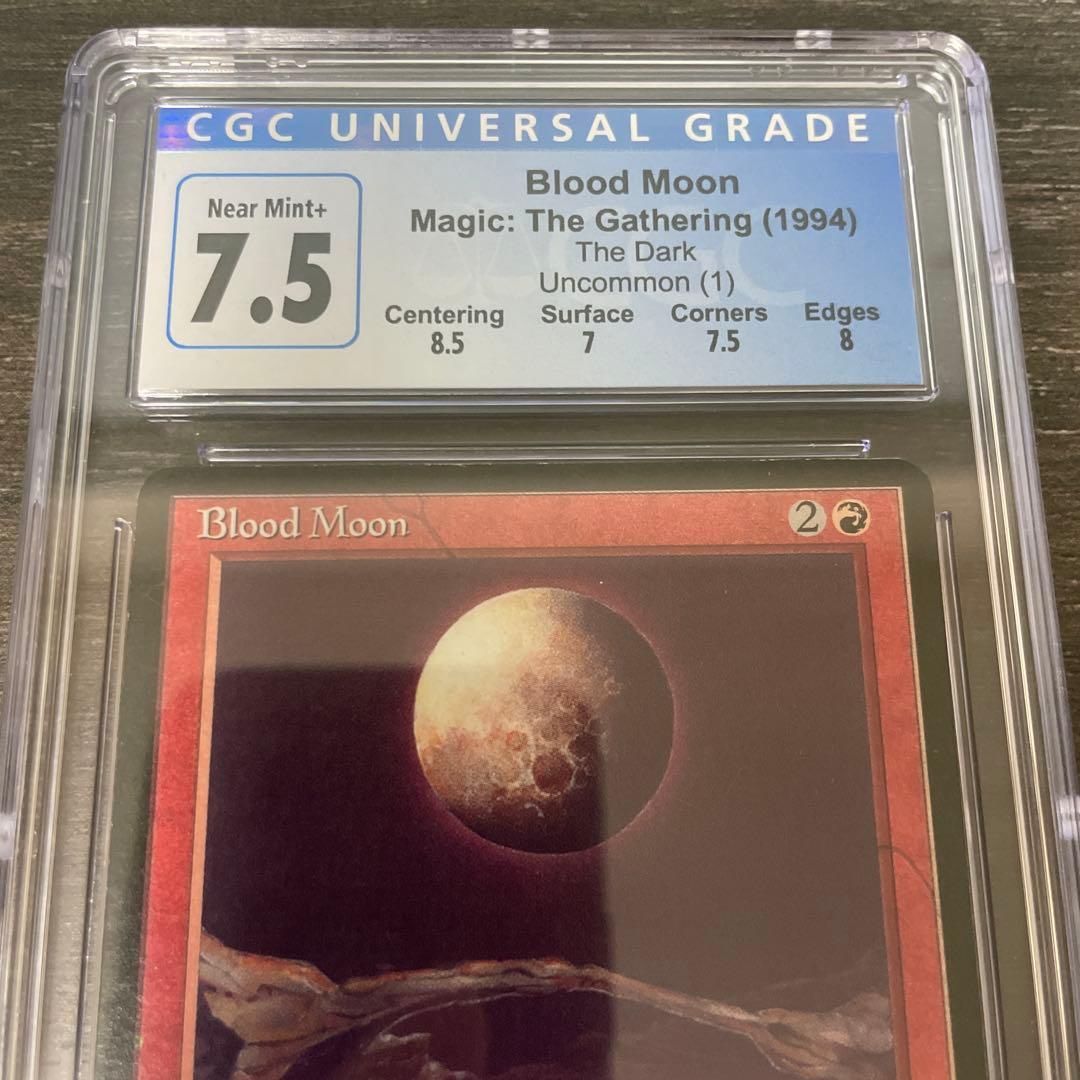 CGC UNIVERSAL GRADE
Near Mint+
7.5
Blood Moon
Magic: The Gathering (1994)
The Dark
Uncommon (1)
Centering Surface Corners Edges
8.5 7 7.5 8
Blood Moon 2